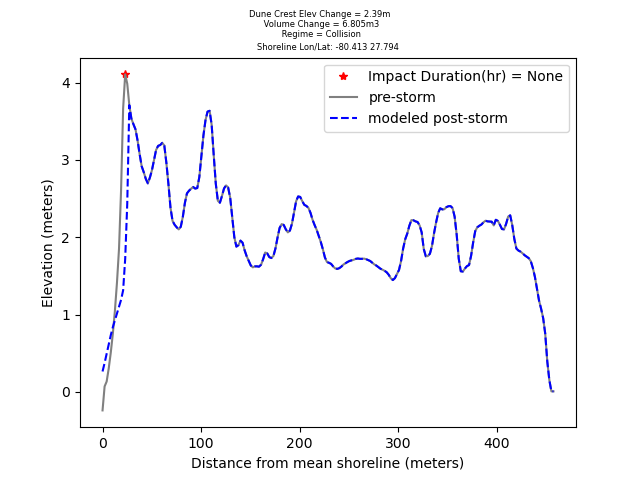 Dune Crest Elev Change = 2.39m
Volume Change = 6.805m3
Regime = Collision
Shoreline Lon/Lat: -80.413 27.794
Impact Duration(hr) = None
pre-storm
modeled post-storm
Elevation (meters)
4
3
2
1
0
0 100 200 300 400
Distance from mean shoreline (meters)